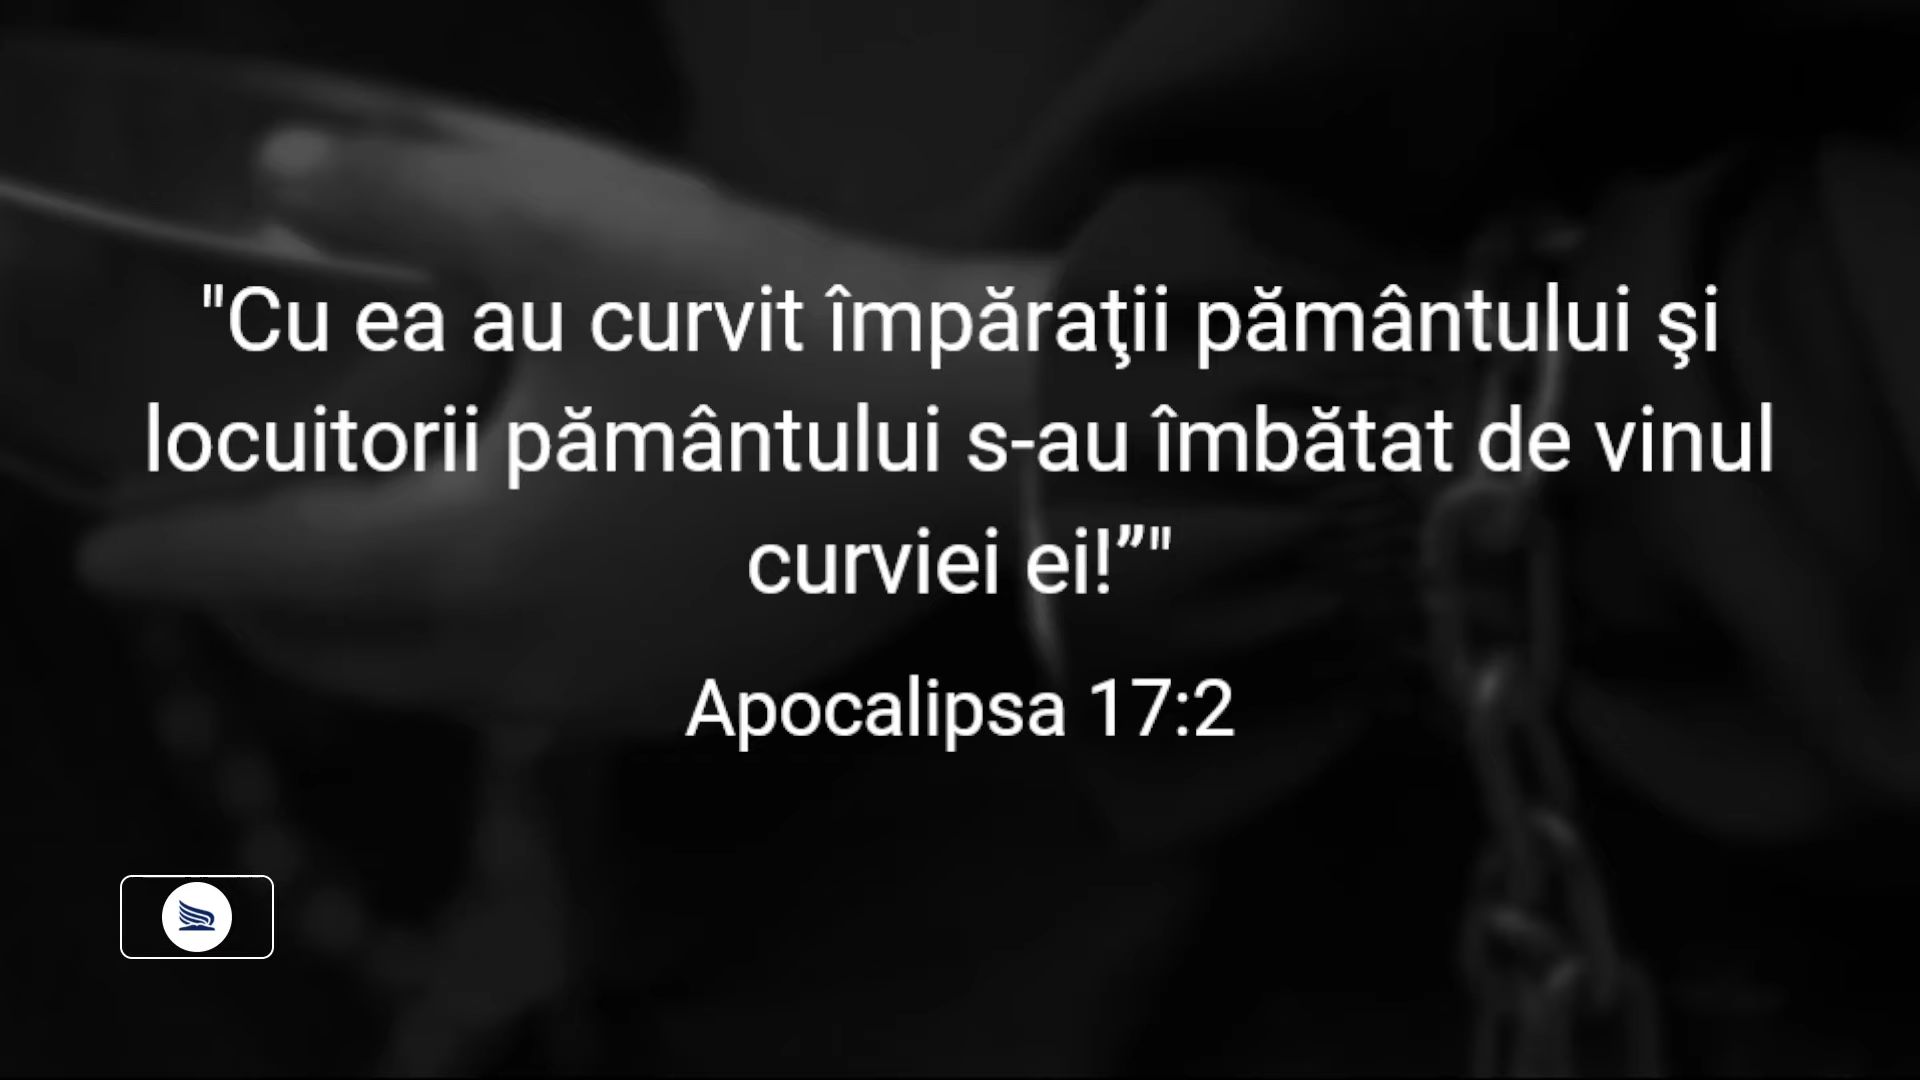 "Cu ea au curvit împăraţii pământului şi
locuitorii pământului s-au îmbătat de vinul
curviei ei!”"
Apocalipsa 17:2